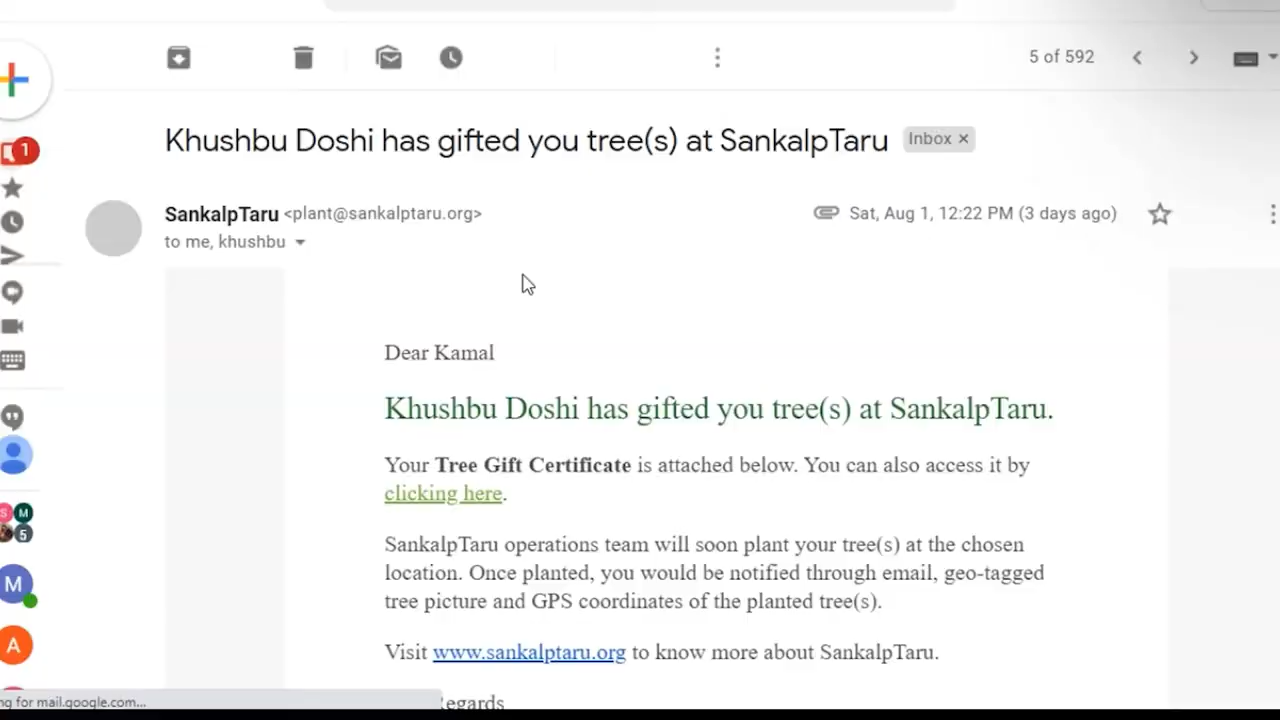 5 of 592
Khushbu Doshi has gifted you tree(s) at SankalpTaru Inbox ×
1
SankalpTaru <plant@sankalptaru.org> Sat, Aug 1, 12:22 PM (3 days ago)
to me, khushbu
Dear Kamal
Khushbu Doshi has gifted you tree(s) at SankalpTaru.
Your Tree Gift Certificate is attached below. You can also access it by
clicking here.
S M
5
SankalpTaru operations team will soon plant your tree(s) at the chosen
location. Once planted, you would be notified through email, geo-tagged
M
tree picture and GPS coordinates of the planted tree(s).
A
Visit www.sankalptaru.org to know more about SankalpTaru.
ng for mail.google.com...
egards